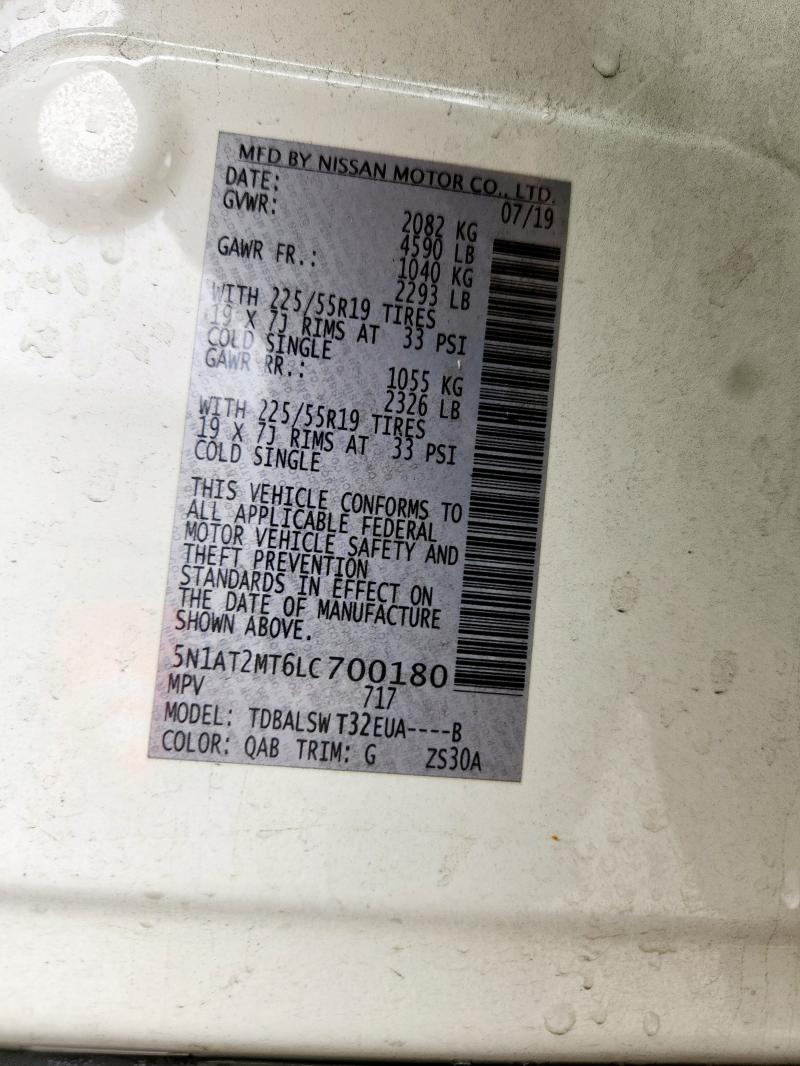 MFD BY NISSAN MOTOR CO., LTD.
DATE: 07/19
GVWR: 2082 KG
4590 LB
GAWR FR.: 1040 KG
2293 LB
WITH 225/55R19 TIRES
19 X 7J RIMS AT 33 PSI
COLD SINGLE
GAWR RR.: 1055 KG
2326 LB
WITH 225/55R19 TIRES
19 X 7J RIMS AT 33 PSI
COLD SINGLE
THIS VEHICLE CONFORMS TO
ALL APPLICABLE FEDERAL
MOTOR VEHICLE SAFETY AND
THEFT PREVENTION
STANDARDS IN EFFECT ON
THE DATE OF MANUFACTURE
SHOWN ABOVE.
5N1AT2MT6LC700180
MPV 717
MODEL: TDBALSW T32EUA----B
COLOR: QAB TRIM: G ZS30A